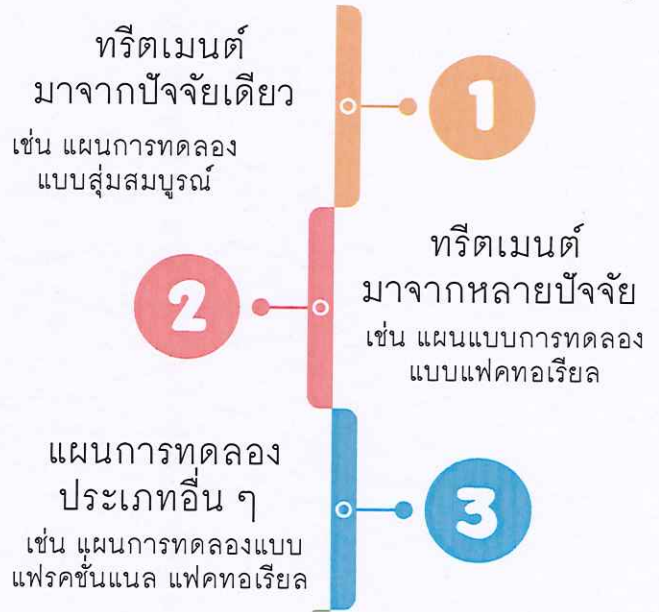 ทรีตเมนต์
มาจากปัจจัยเดียว
เช่น แผนการทดลอง
แบบสุ่มสมบูรณ์
1
2
ทรีตเมนต์
มาจากหลายปัจจัย
เช่น แผนแบบการทดลอง
แบบแฟคทอเรียล
แผนการทดลอง
ประเภทอื่น ๆ
เช่น แผนการทดลองแบบ
แฟรคชั่นแนล แฟคทอเรียล
3